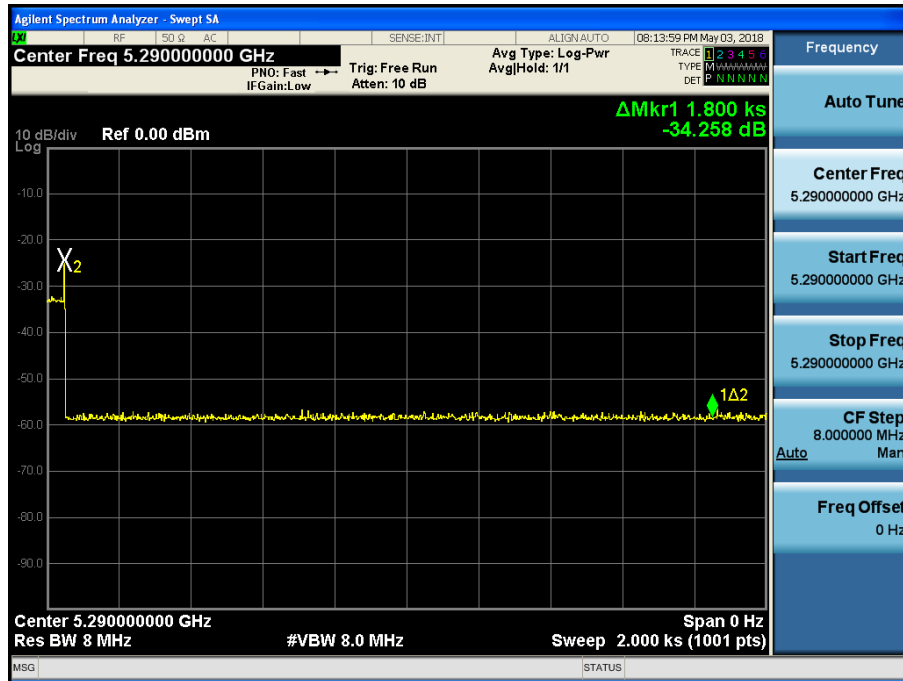 Agilent Spectrum Analyzer - Swept SA
LXI RF 50 Ω AC SENSE:INT ALIGN AUTO 08:13:59 PM May 03, 2018
Center Freq 5.290000000 GHz
PNO: Fast
IFGain:Low
Trig: Free Run
Atten: 10 dB
Avg Type: Log-Pwr
Avg|Hold: 1/1
TRACE 1 2 3 4 5 6
TYPE M WWWWW
DET P N N N N N
ΔMkr1 1.800 ks
-34.258 dB
10 dB/div Ref 0.00 dBm
Log
-10.0
-20.0
-30.0
-40.0
-50.0
-60.0
-70.0
-80.0
-90.0
X2
1Δ2
Center 5.290000000 GHz Span 0 Hz
Res BW 8 MHz #VBW 8.0 MHz Sweep 2.000 ks (1001 pts)
MSG STATUS
Frequency
Auto Tune
Center Freq
5.290000000 GHz
Start Freq
5.290000000 GHz
Stop Freq
5.290000000 GHz
CF Step
8.000000 MHz
Auto Man
Freq Offset
0 Hz